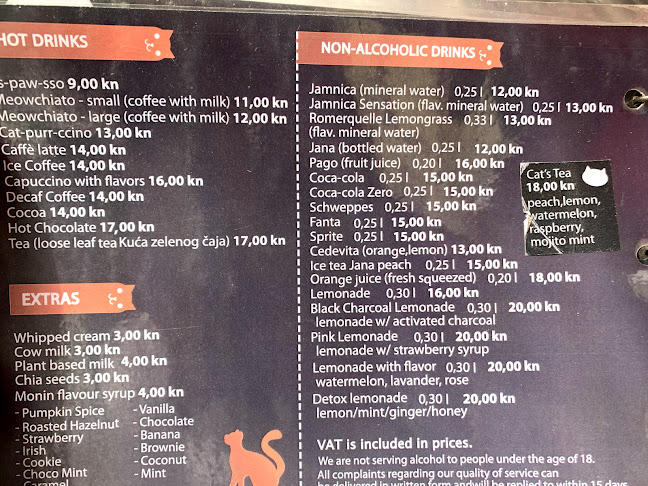 HOT DRINKS
s-paw-sso 9,00 kn
Meowchiato - small (coffee with milk) 11,00 kn
Meowchiato - large (coffee with milk) 12,00 kn
Cat-purr-ccino 13,00 kn
Caffè latte 14,00 kn
Ice Coffee 14,00 kn
Capuccino with flavors 16,00 kn
Decaf Coffee 14,00 kn
Cocoa 14,00 kn
Hot Chocolate 17,00 kn
Tea (loose leaf tea Kuća zelenog čaja) 17,00 kn
EXTRAS
Whipped cream 3,00 kn
Cow milk 3,00 kn
Plant based milk 4,00 kn
Chia seeds 3,00 kn
Monin flavour syrup 4,00 kn
- Pumpkin Spice
- Roasted Hazelnut
- Strawberry
- Irish
- Cookie
- Choco Mint
- Caramel
- Vanilla
- Chocolate
- Banana
- Brownie
- Coconut
- Mint
NON-ALCOHOLIC DRINKS
Jamnica (mineral water) 0,25 l 12,00 kn
Jamnica Sensation (flav. mineral water) 0,25 l 13,00 kn
Romerquelle Lemongrass 0,33 l 13,00 kn
(flav. mineral water)
Jana (bottled water) 0,25 l 12,00 kn
Pago (fruit juice) 0,20 l 16,00 kn
Coca-cola 0,25 l 15,00 kn
Coca-cola Zero 0,25 l 15,00 kn
Schweppes 0,25 l 15,00 kn
Fanta 0,25 l 15,00 kn
Sprite 0,25 l 15,00 kn
Cedevita (orange,lemon) 13,00 kn
Ice tea Jana peach 0,25 l 15,00 kn
Orange juice (fresh squeezed) 0,20 l 18,00 kn
Lemonade 0,30 l 16,00 kn
Black Charcoal Lemonade 0,30 l 20,00 kn
lemonade w/ activated charcoal
Pink Lemonade 0,30 l 20,00 kn
lemonade w/ strawberry syrup
Lemonade with flavor 0,30 l 20,00 kn
watermelon, lavander, rose
Detox lemonade 0,30 l 20,00 kn
lemon/mint/ginger/honey
VAT is included in prices.
We are not serving alcohol to people under the age of 18.
All complaints regarding our quality of service can
be delivered in written form andwill be replied to within 15 days
Cat's Tea
18,00 kn
peach,lemon,
watermelon,
raspberry,
mojito mint